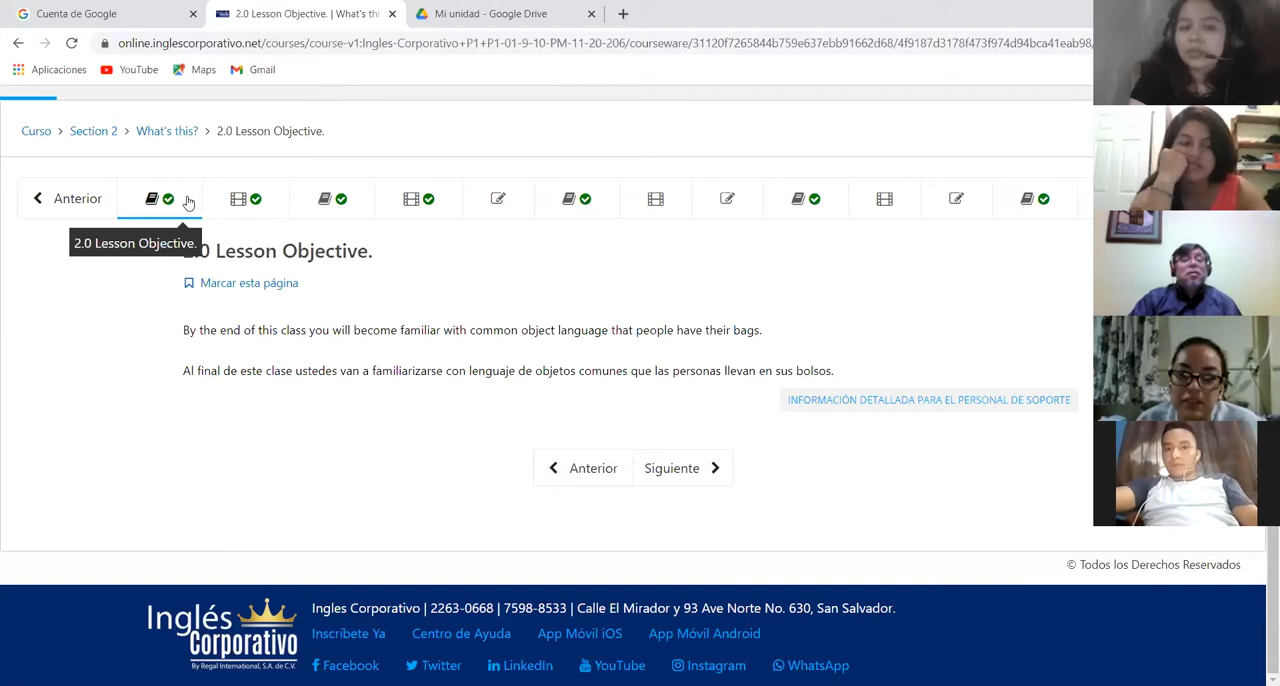 Cuenta de Google
2.0 Lesson Objective. | What's thi
Mi unidad - Google Drive
online.inglescorporativo.net/courses/course-v1:Ingles-Corporativo+P1+P1-01-9-10-PM-11-20-206/courseware/31120f7265844b759e637ebb91662d68/4f9187d3178f473f974d94bca41eab98/
Aplicaciones YouTube Maps Gmail
Curso > Section 2 > What's this? > 2.0 Lesson Objective.
Anterior
2.0 Lesson Objective.
.0 Lesson Objective.
Marcar esta página
By the end of this class you will become familiar with common object language that people have their bags.
Al final de este clase ustedes van a familiarizarse con lenguaje de objetos comunes que las personas llevan en sus bolsos.
INFORMACIÓN DETALLADA PARA EL PERSONAL DE SOPORTE
Anterior Siguiente
© Todos los Derechos Reservados
Inglés Corporativo
By Regal International, S.A. de C.V.
Ingles Corporativo | 2263-0668 | 7598-8533 | Calle El Mirador y 93 Ave Norte No. 630, San Salvador.
Inscríbete Ya Centro de Ayuda App Móvil iOS App Móvil Android
Facebook Twitter LinkedIn YouTube Instagram WhatsApp